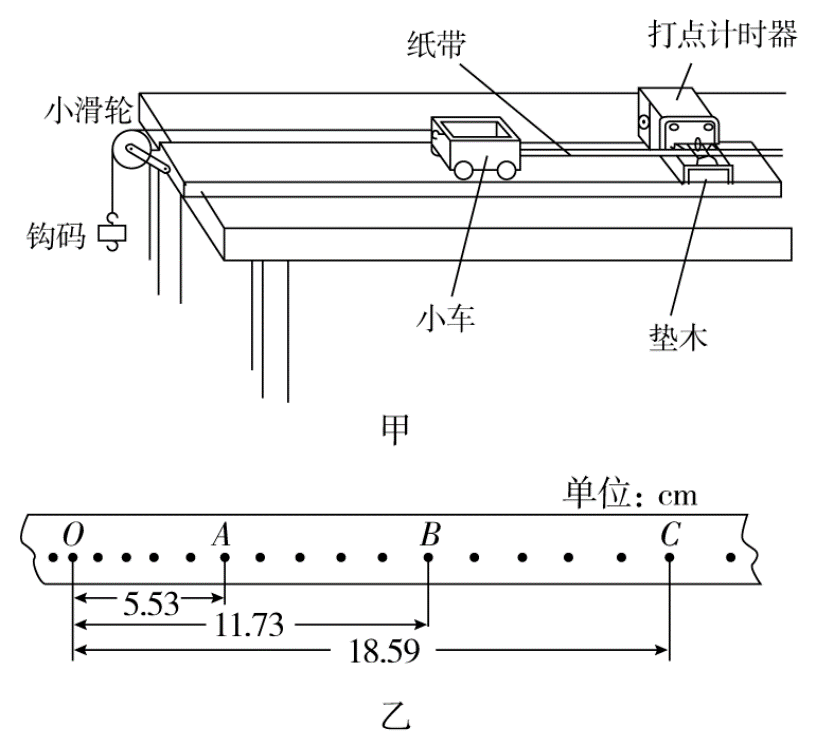 纸带
打点计时器
小滑轮
钩码
小车
垫木
甲
单位：cm
O A B C
5.53
11.73
18.59
乙